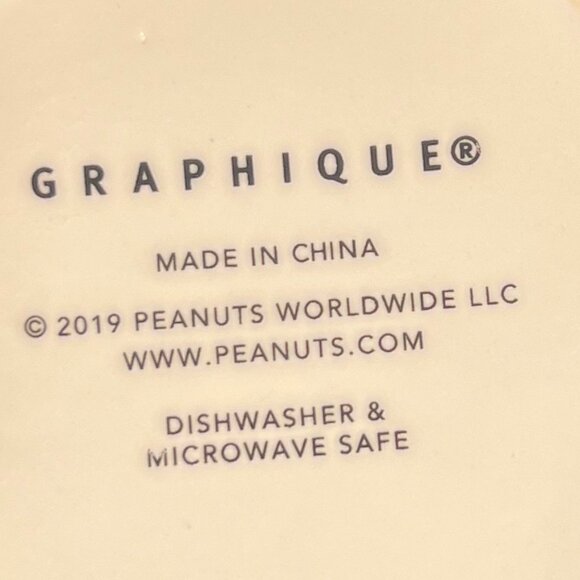 GRAPHIQUE®
MADE IN CHINA
© 2019 PEANUTS WORLDWIDE LLC
WWW.PEANUTS.COM
DISHWASHER &
MICROWAVE SAFE